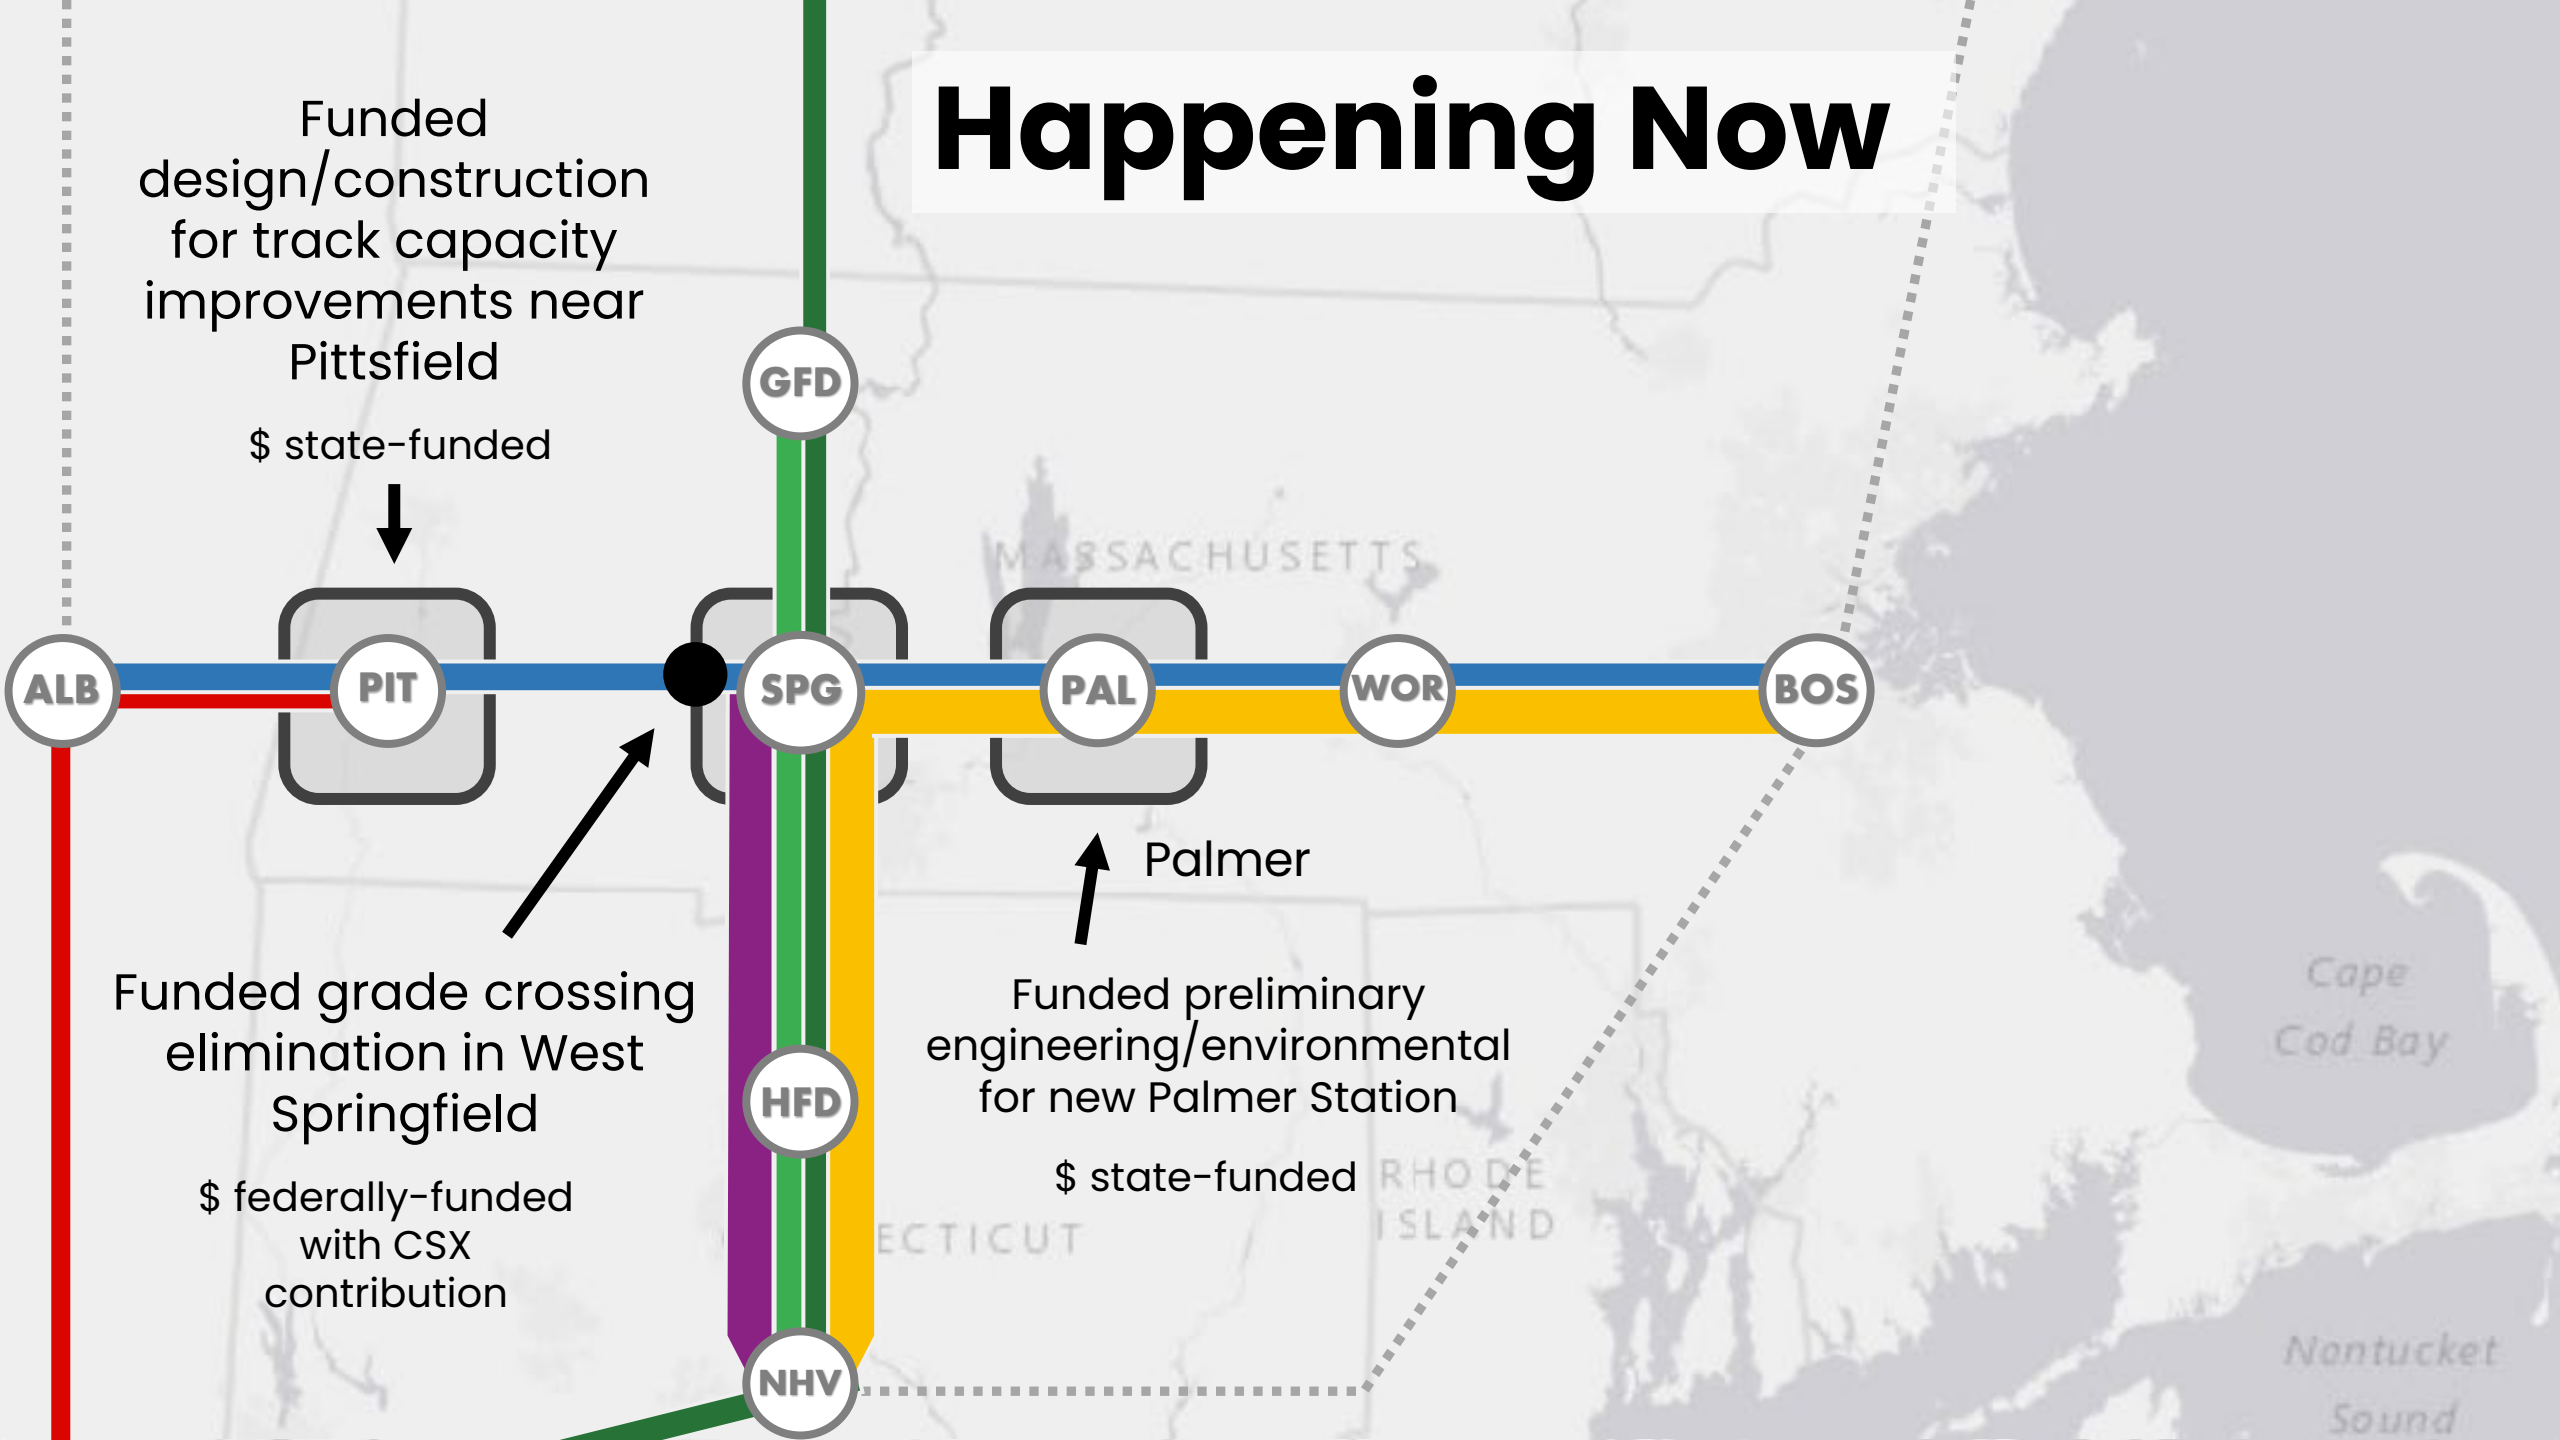 Happening Now
Funded
design/construction
for track capacity
improvements near
Pittsfield
$ state-funded
GFD
MASSACHUSETTS
ALB
PIT
SPG
PAL
WOR
BOS
Palmer
Funded grade crossing
elimination in West
Springfield
$ federally-funded
with CSX
contribution
HFD
Funded preliminary
engineering/environmental
for new Palmer Station
$ state-funded
RHODE
ISLAND
ECTICUT
NHV
Cape
Cod Bay
Nantucket
Sound